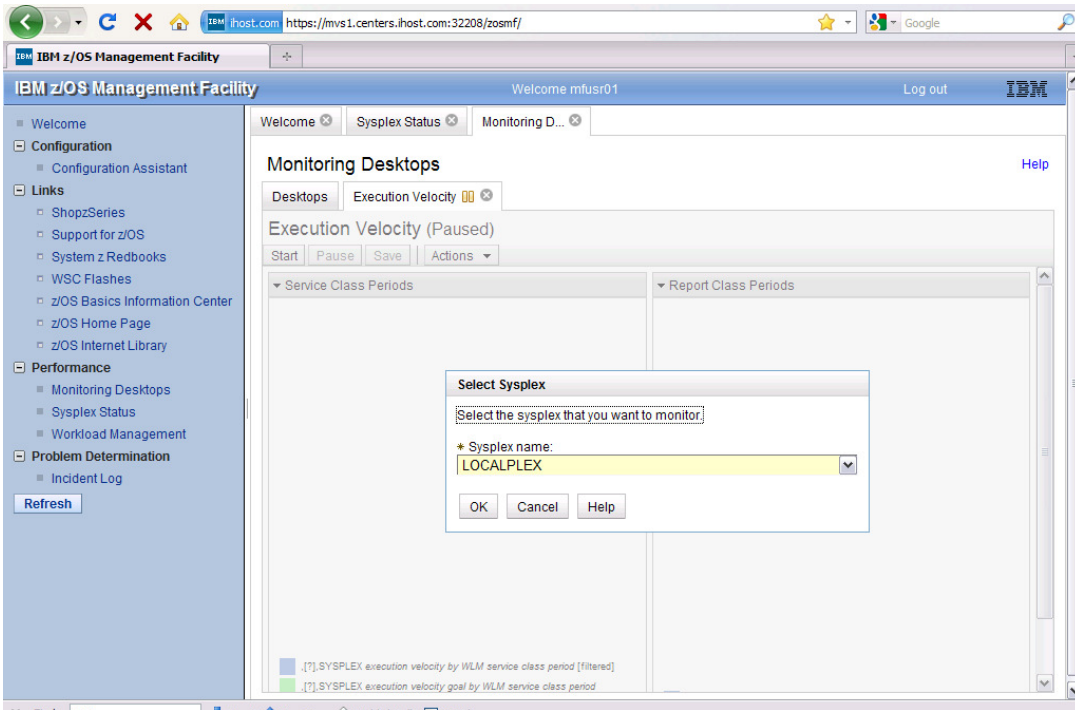 IBM ihost.com https://mvs1.centers.ihost.com:32208/zosmf/ Google
IBM IBM z/OS Management Facility
IBM z/OS Management Facility Welcome mfusr01 Log out IBM
Welcome
Configuration
Configuration Assistant
Links
ShopzSeries
Support for z/OS
System z Redbooks
WSC Flashes
z/OS Basics Information Center
z/OS Home Page
z/OS Internet Library
Performance
Monitoring Desktops
Sysplex Status
Workload Management
Problem Determination
Incident Log
Refresh
Welcome Sysplex Status Monitoring D...
Monitoring Desktops Help
Desktops Execution Velocity
Execution Velocity (Paused)
Start Pause Save Actions
Service Class Periods Report Class Periods
Select Sysplex
Select the sysplex that you want to monitor.
* Sysplex name:
LOCALPLEX
OK Cancel Help
,[?],SYSPLEX execution velocity by WLM service class period [filtered]
,[?],SYSPLEX execution velocity goal by WLM service class period